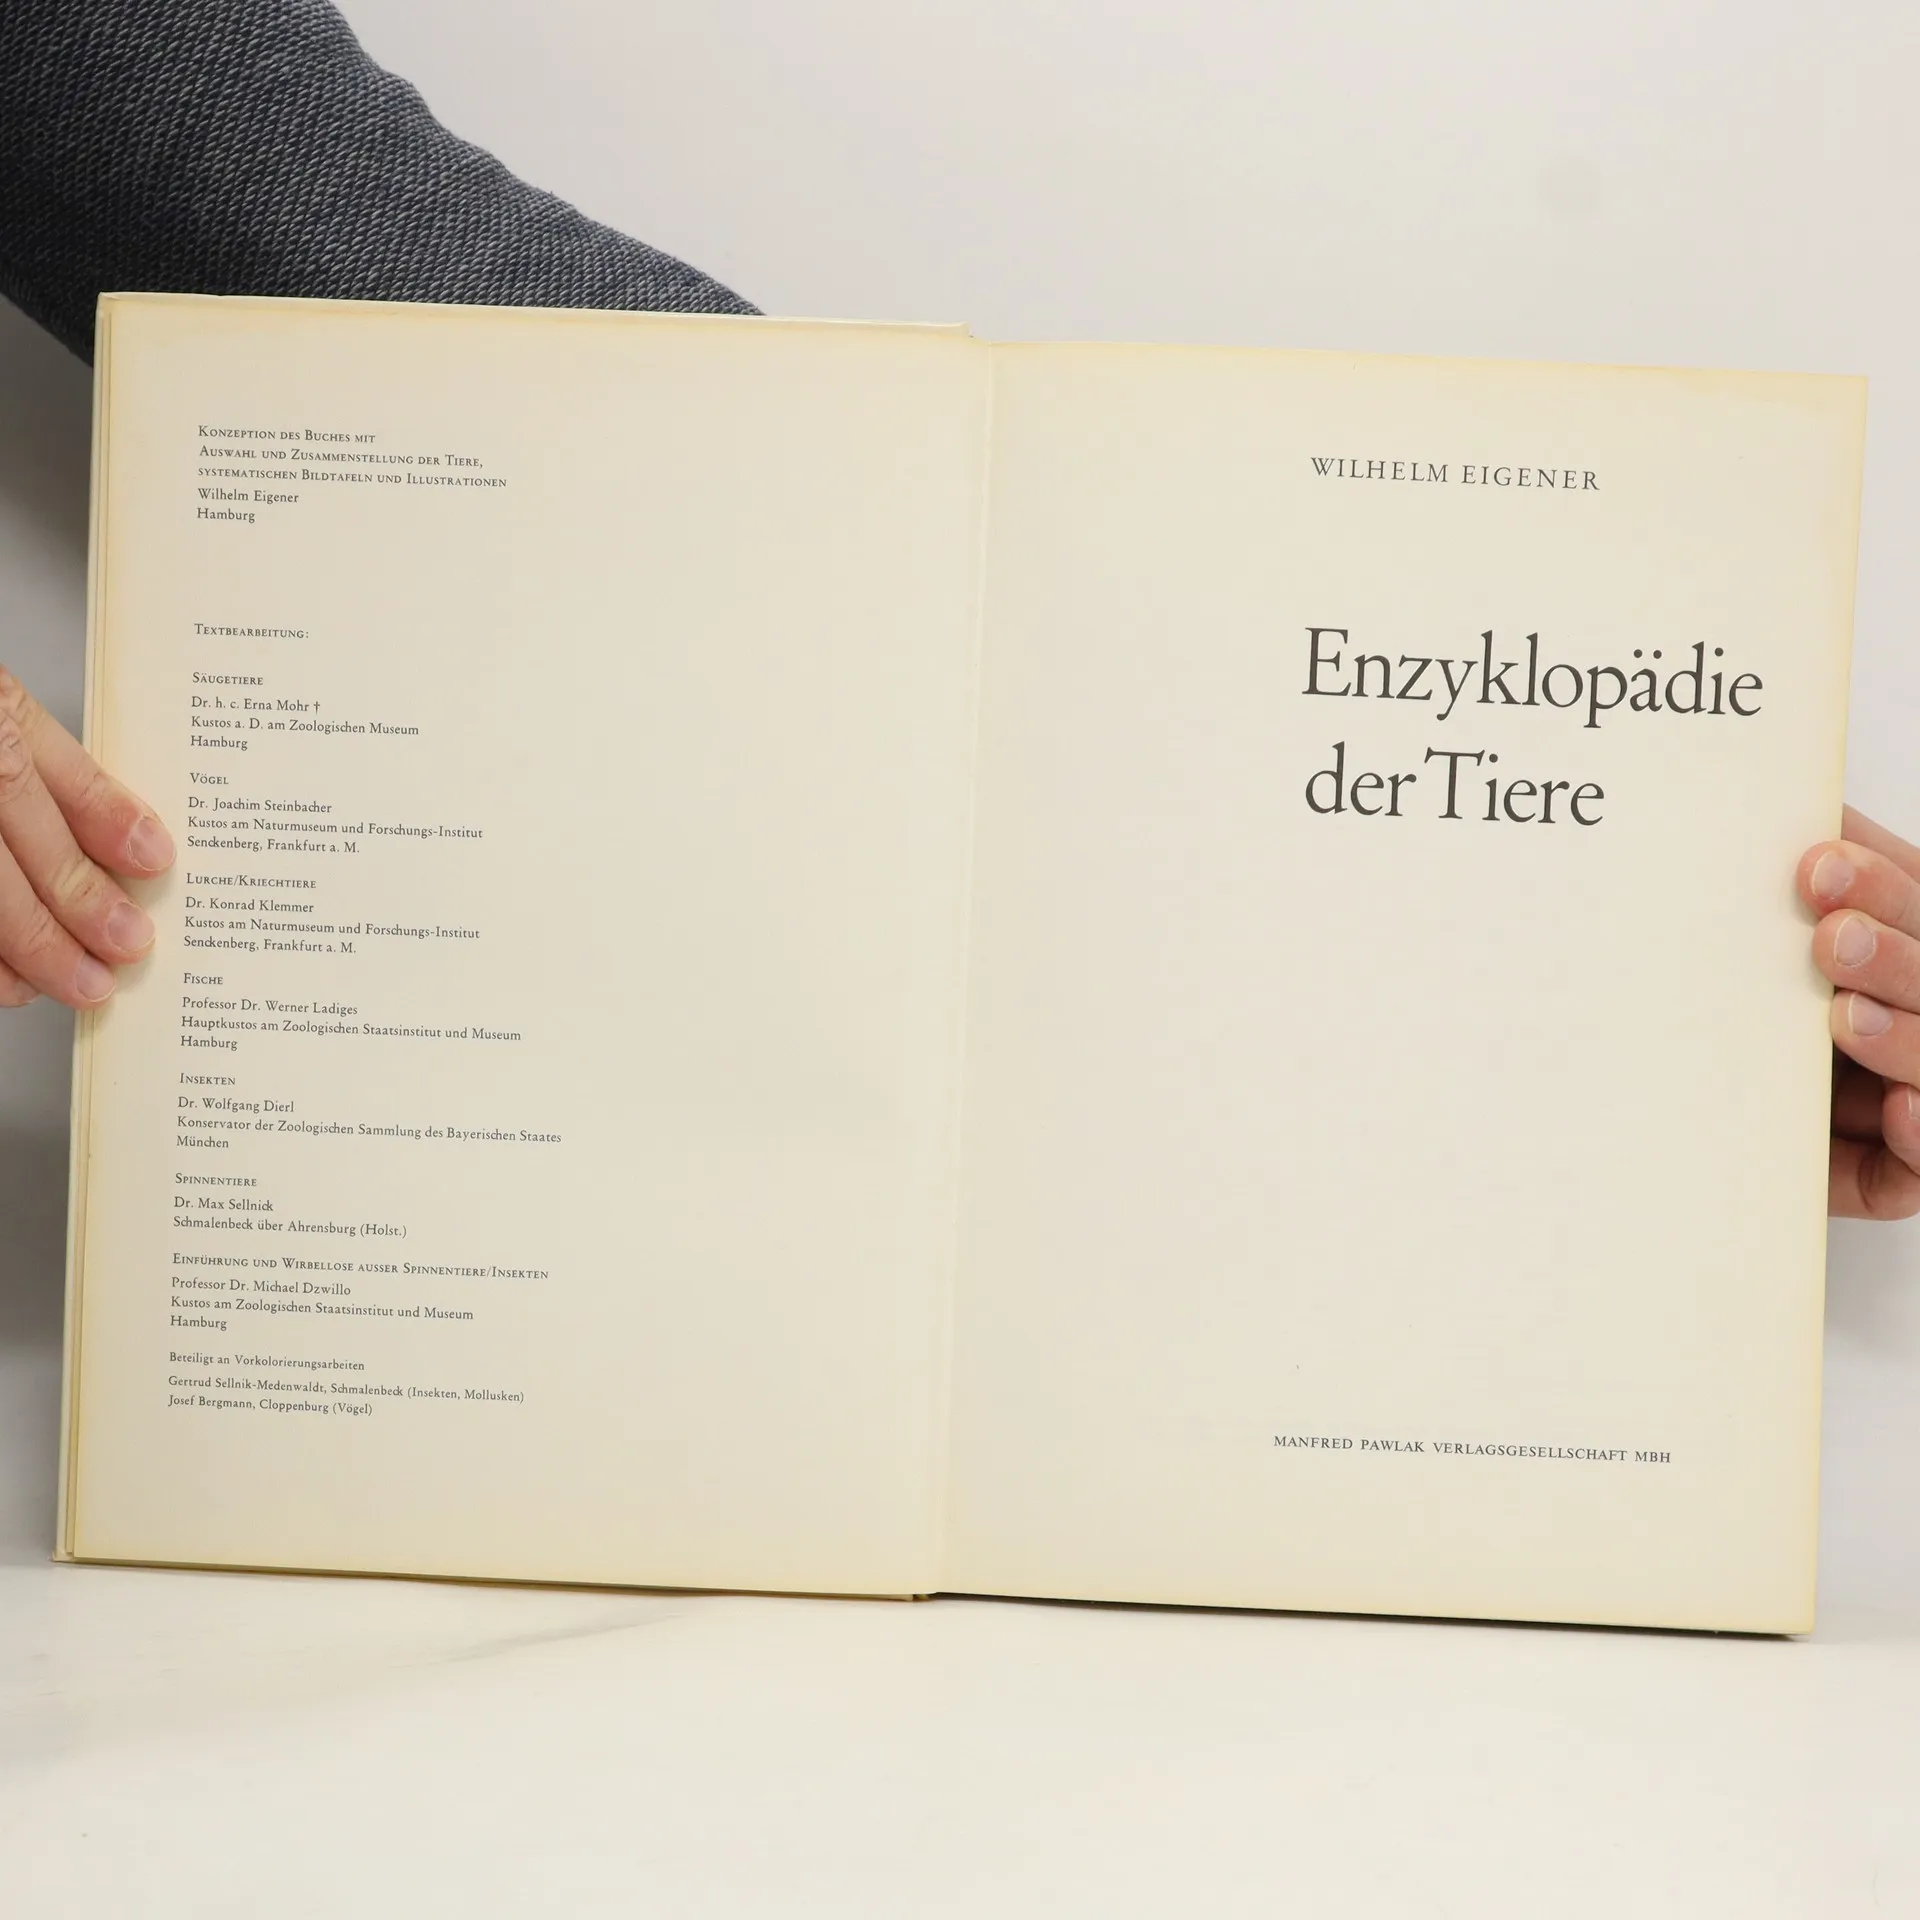 KONZEPTION DES BUCHES MIT
AUSWAHL UND ZUSAMMENSTELLUNG DER TIERE,
SYSTEMATISCHEN BILDTAFELN UND ILLUSTRATIONEN
Wilhelm Eigener
Hamburg
TEXTBEARBEITUNG:
SÄUGETIERE
Dr. h. c. Erna Mohr †
Kustos a. D. am Zoologischen Museum
Hamburg
VÖGEL
Dr. Joachim Steinbacher
Kustos am Naturmuseum und Forschungs-Institut
Senckenberg, Frankfurt a. M.
LURCHE/KRIECHTIERE
Dr. Konrad Klemmer
Kustos am Naturmuseum und Forschungs-Institut
Senckenberg, Frankfurt a. M.
FISCHE
Professor Dr. Werner Ladiges
Hauptkustos am Zoologischen Staatsinstitut und Museum
Hamburg
INSEKTEN
Dr. Wolfgang Dierl
Konservator der Zoologischen Sammlung des Bayerischen Staates
München
SPINNENTIERE
Dr. Max Sellnick
Schmalenbeck über Ahrensburg (Holst.)
EINFÜHRUNG UND WIRBELLOSE AUSSER SPINNENTIERE/INSEKTEN
Professor Dr. Michael Dzwillo
Kustos am Zoologischen Staatsinstitut und Museum
Hamburg
Beteiligt an Vorkolorierungsarbeiten
Gertrud Sellnik-Medenwaldt, Schmalenbeck (Insekten, Mollusken)
Josef Bergmann, Cloppenburg (Vögel)
WILHELM EIGENER
Enzyklopädie
der Tiere
MANFRED PAWLAK VERLAGSGESELLSCHAFT MBH